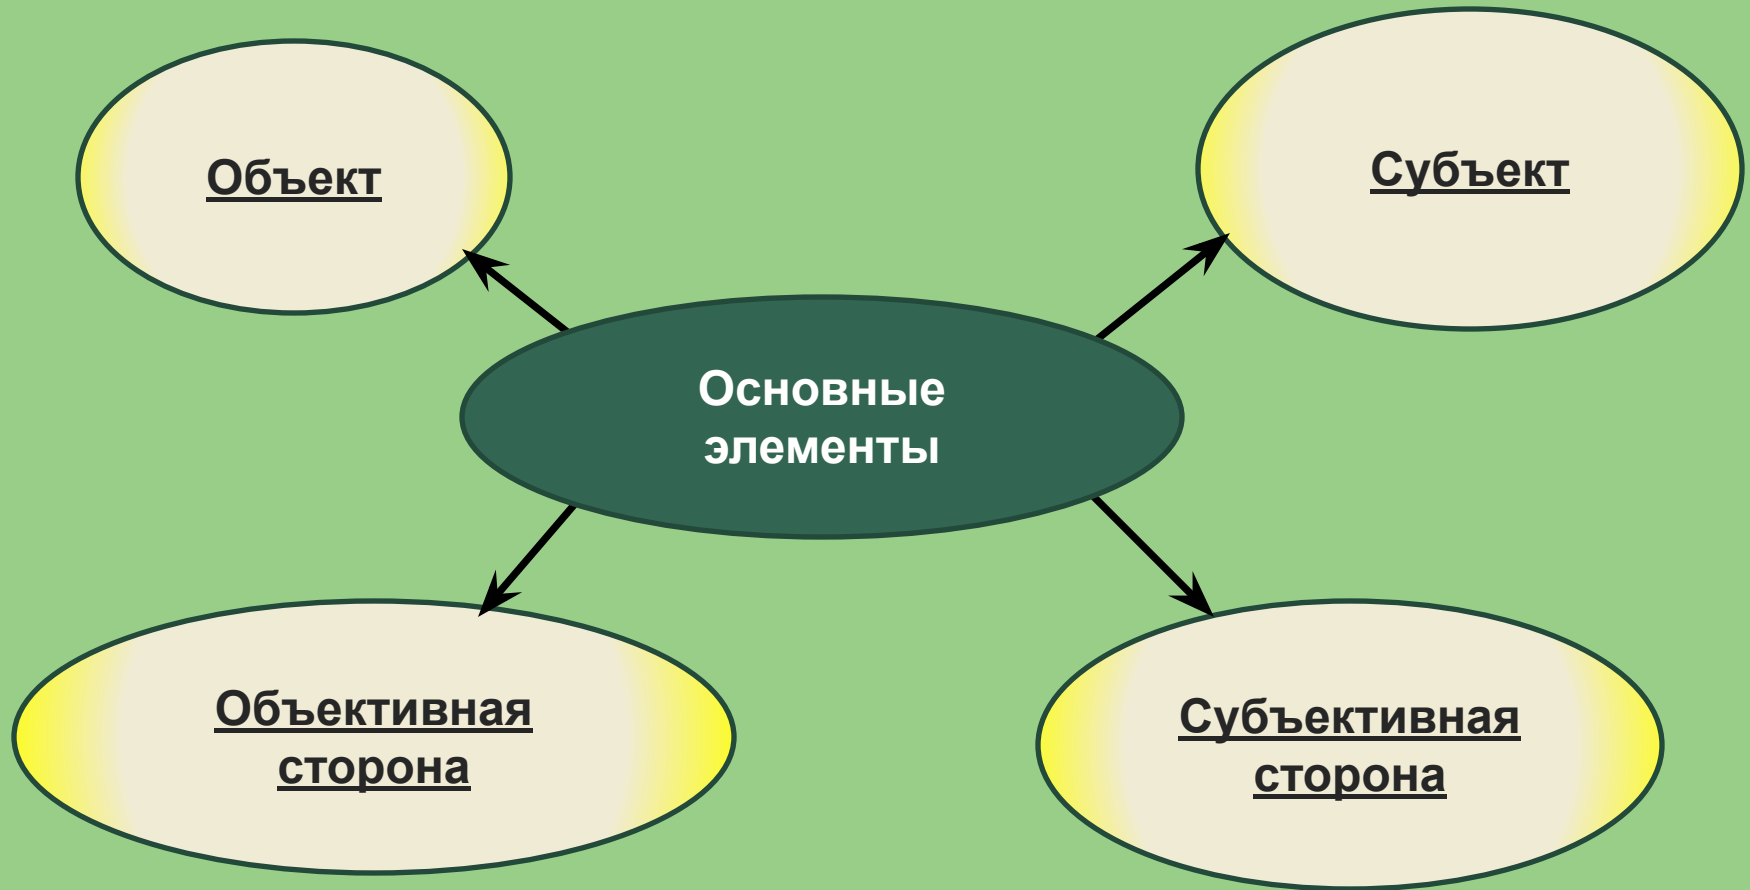 Объект
Субъект
Основные
элементы
Объективная
сторона
Субъективная
сторона